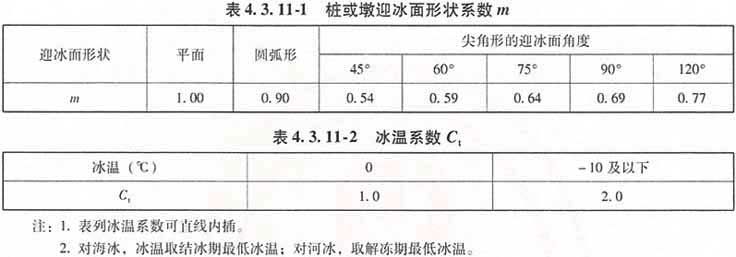 表 4.3.11-1 桩或墩迎冰面形状系数 m
迎冰面形状 平面 圆弧形 尖角形的迎冰面角度
45° 60° 75° 90° 120°
m 1.00 0.90 0.54 0.59 0.64 0.69 0.77
表 4.3.11-2 冰温系数 Ct
冰温（℃） 0 -10 及以下
Ct 1.0 2.0
注：1. 表列冰温系数可直线内插。
2. 对海冰，冰温取结冰期最低冰温；对河冰，取解冻期最低冰温。